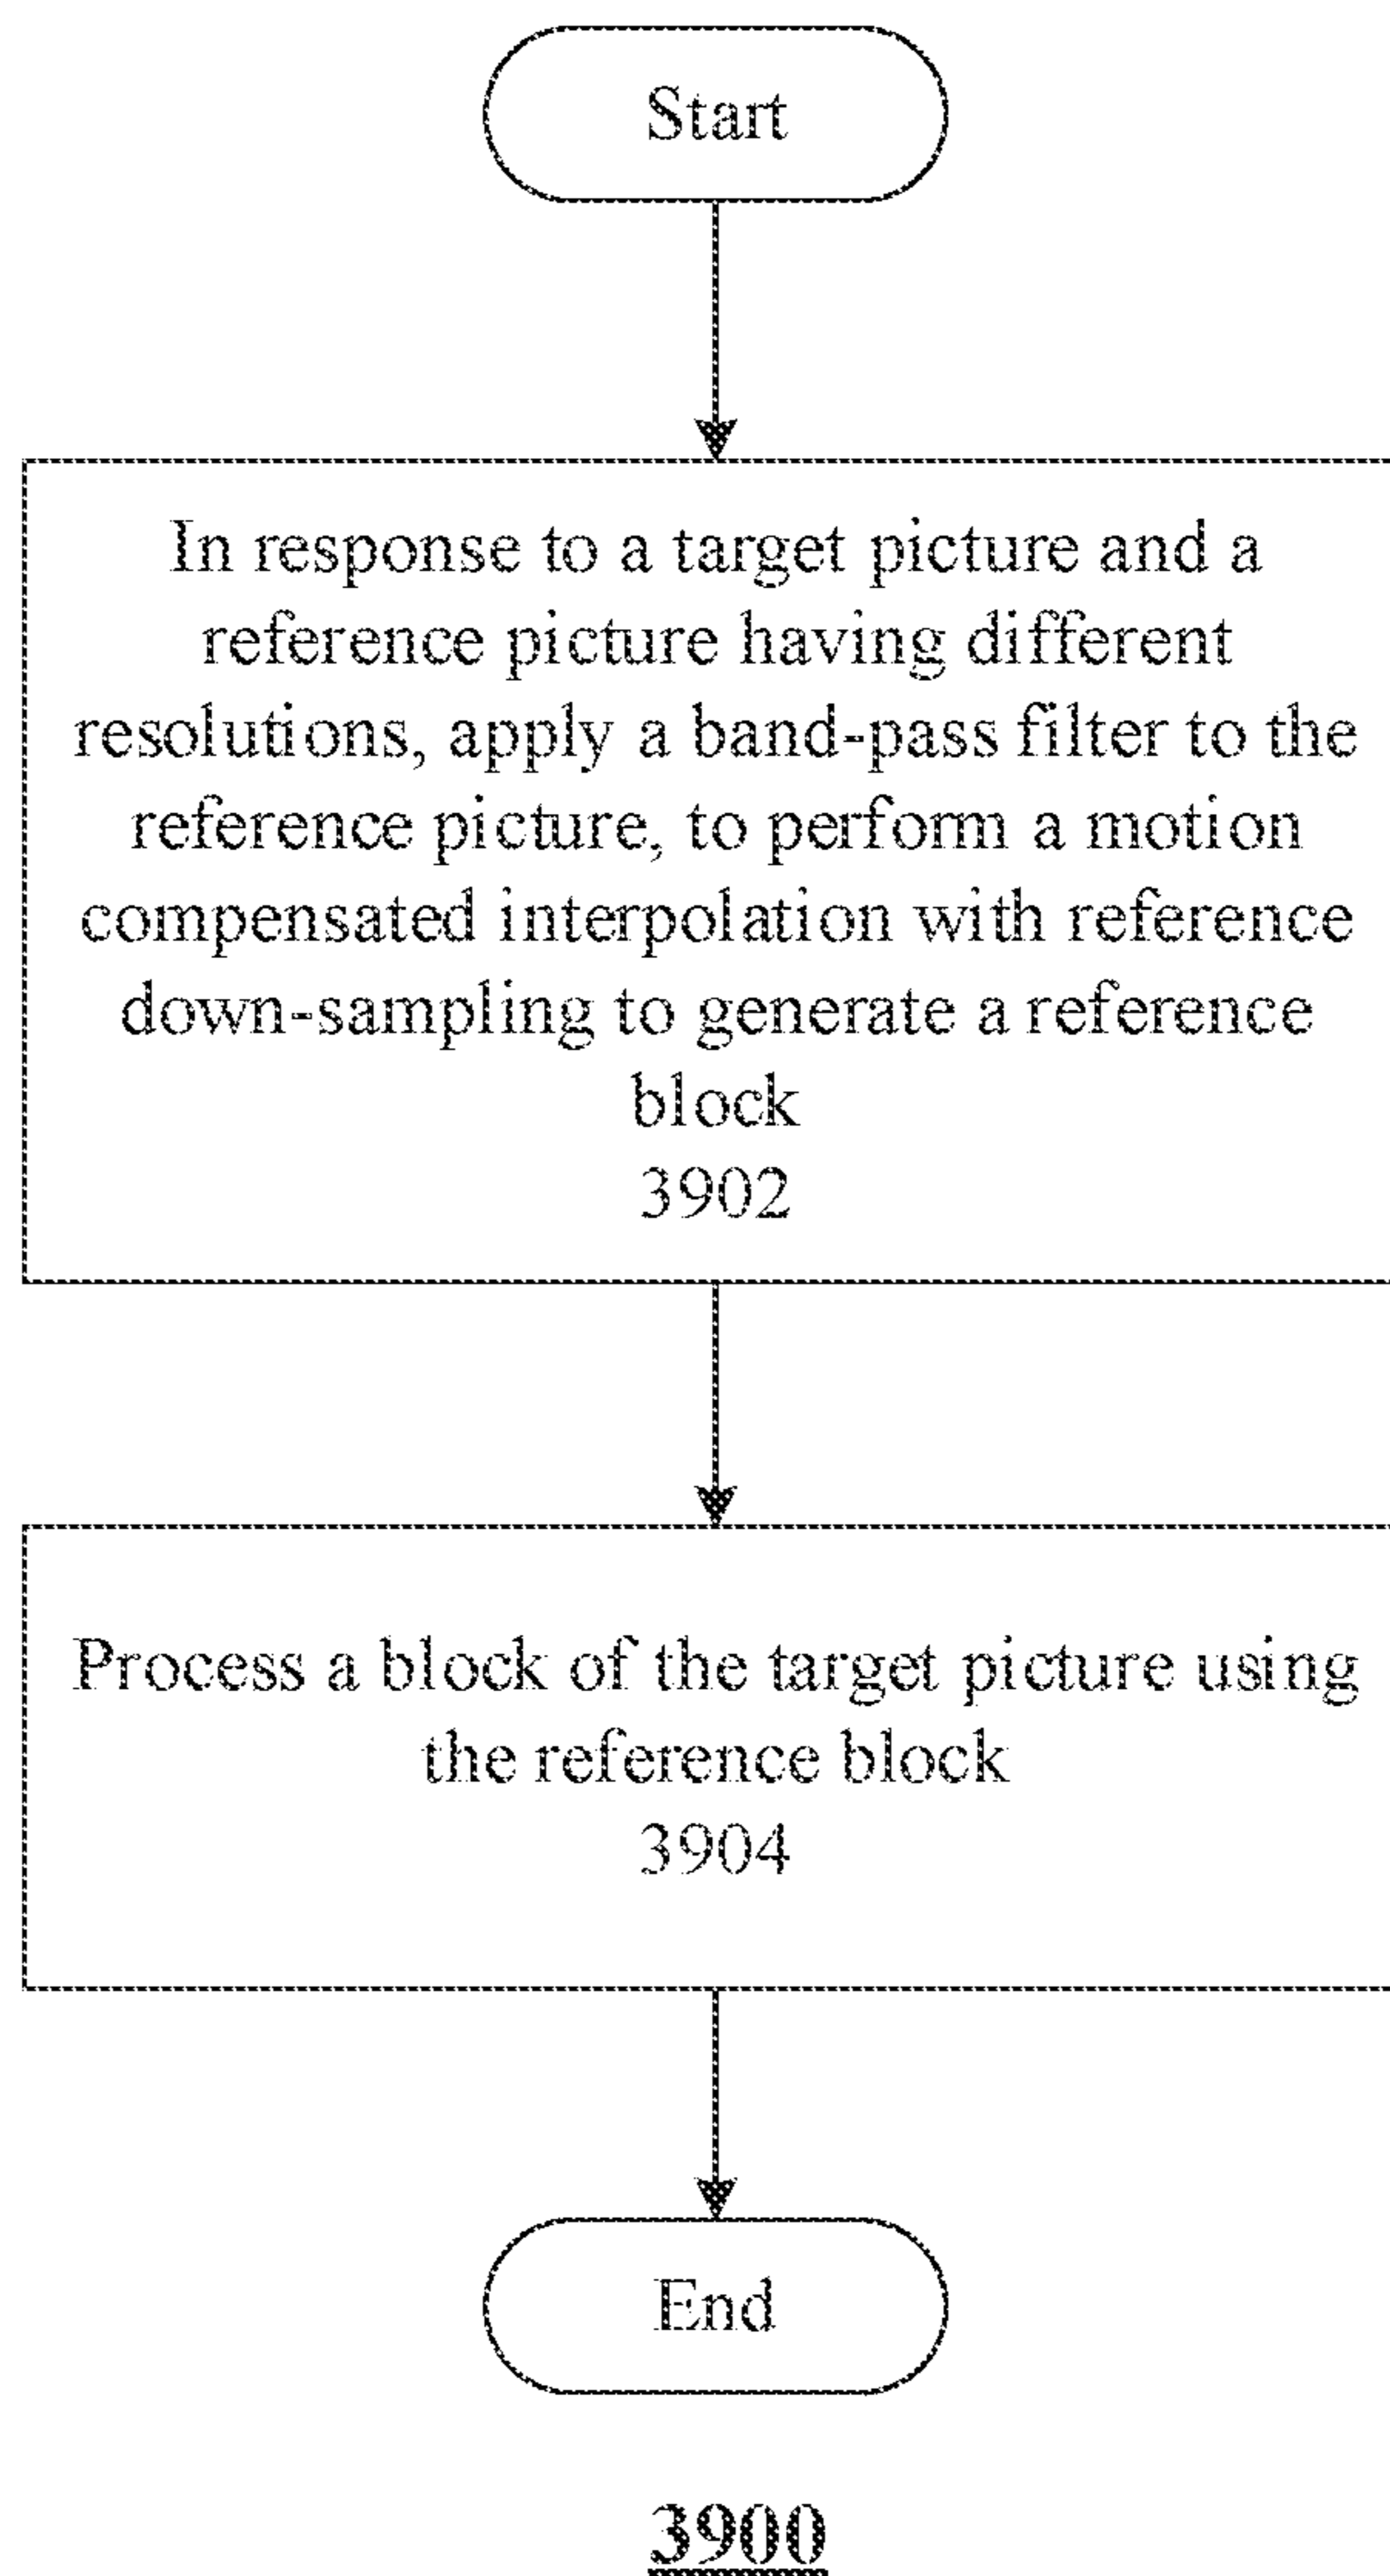 Start
In response to a target picture and a
reference picture having different
resolutions, apply a band-pass filter to the
reference picture, to perform a motion
compensated interpolation with reference
down-sampling to generate a reference
block
3902
Process a block of the target picture using
the reference block
3904
End
3900